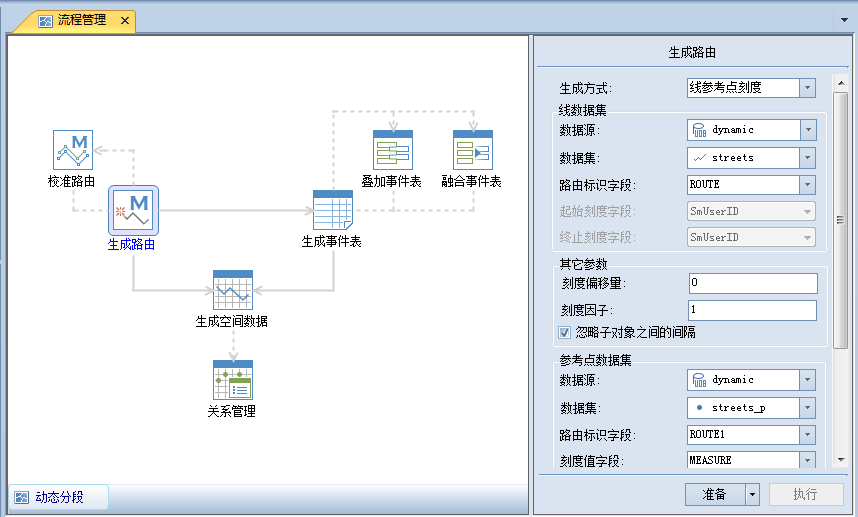 流程管理
校准路由
叠加事件表
融合事件表
生成路由
生成事件表
生成空间数据
关系管理
动态分段
生成路由
生成方式: 线参考点刻度
线数据集
数据源: dynamic
数据集: streets
路由标识字段: ROUTE
起始刻度字段: SmUserID
终止刻度字段: SmUserID
其它参数
刻度偏移量: 0
刻度因子: 1
忽略子对象之间的间隔
参考点数据集
数据源: dynamic
数据集: streets_p
路由标识字段: ROUTE1
刻度值字段: MEASURE
准备 执行